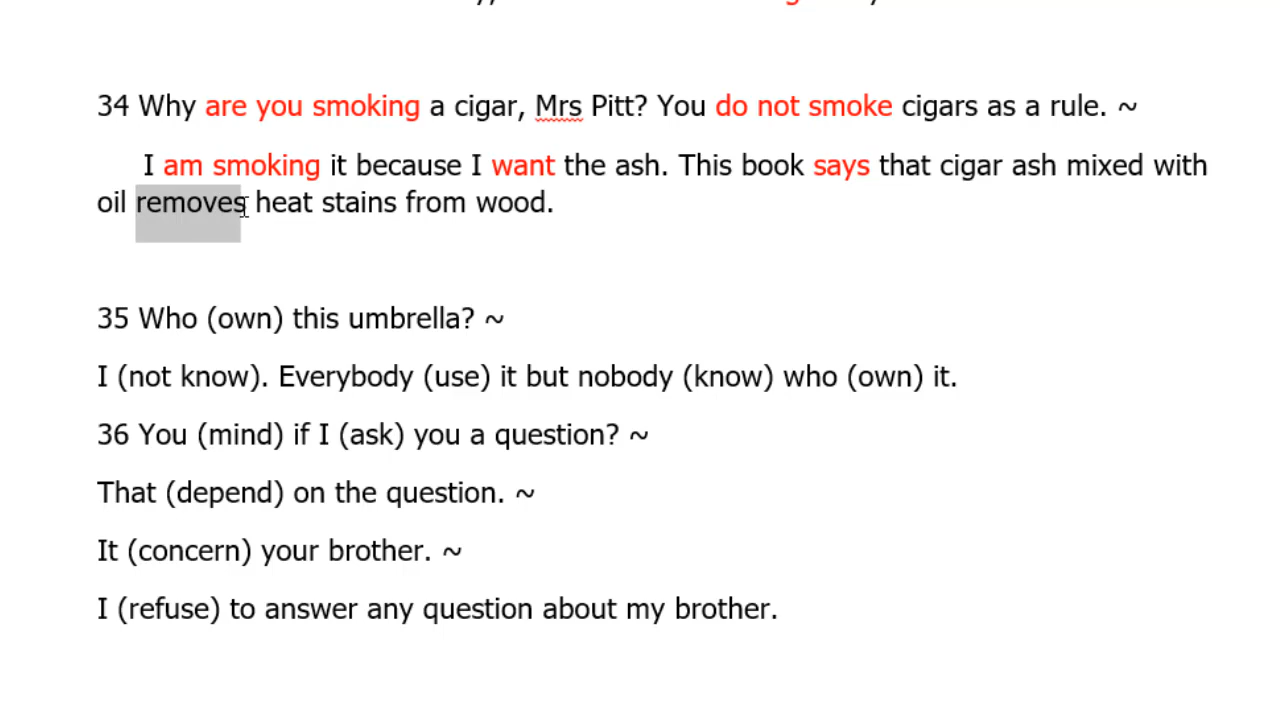 34 Why are you smoking a cigar, Mrs Pitt? You do not smoke cigars as a rule. ~
I am smoking it because I want the ash. This book says that cigar ash mixed with
oil removes heat stains from wood.
35 Who (own) this umbrella? ~
I (not know). Everybody (use) it but nobody (know) who (own) it.
36 You (mind) if I (ask) you a question? ~
That (depend) on the question. ~
It (concern) your brother. ~
I (refuse) to answer any question about my brother.